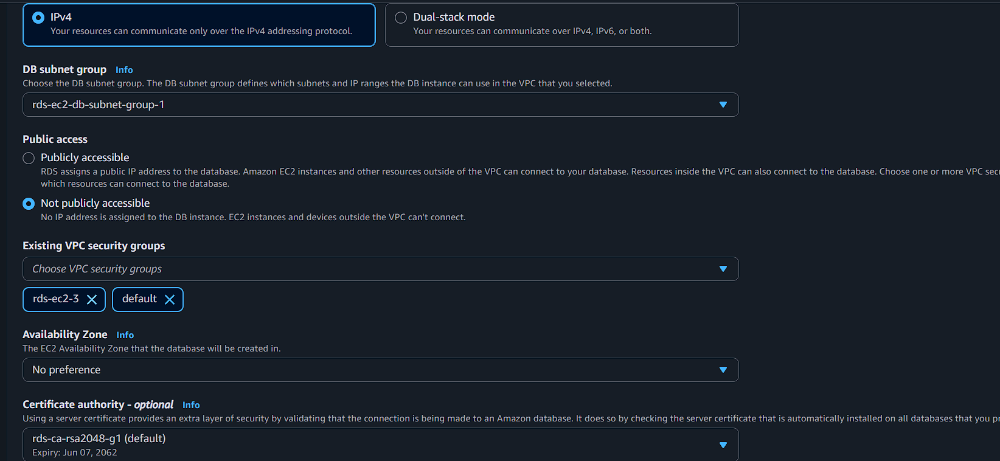 IPv4
Your resources can communicate only over the IPv4 addressing protocol.
Dual-stack mode
Your resources can communicate over IPv4, IPv6, or both.
DB subnet group Info
Choose the DB subnet group. The DB subnet group defines which subnets and IP ranges the DB instance can use in the VPC that you selected.
rds-ec2-db-subnet-group-1
Public access
Publicly accessible
RDS assigns a public IP address to the database. Amazon EC2 instances and other resources outside of the VPC can connect to your database. Resources inside the VPC can also connect to the database. Choose one or more VPC secu
which resources can connect to the database.
Not publicly accessible
No IP address is assigned to the DB instance. EC2 instances and devices outside the VPC can't connect.
Existing VPC security groups
Choose VPC security groups
rds-ec2-3
default
Availability Zone Info
The EC2 Availability Zone that the database will be created in.
No preference
Certificate authority - optional Info
Using a server certificate provides an extra layer of security by validating that the connection is being made to an Amazon database. It does so by checking the server certificate that is automatically installed on all databases that you pr
rds-ca-rsa2048-g1 (default)
Expiry: Jun 07, 2062